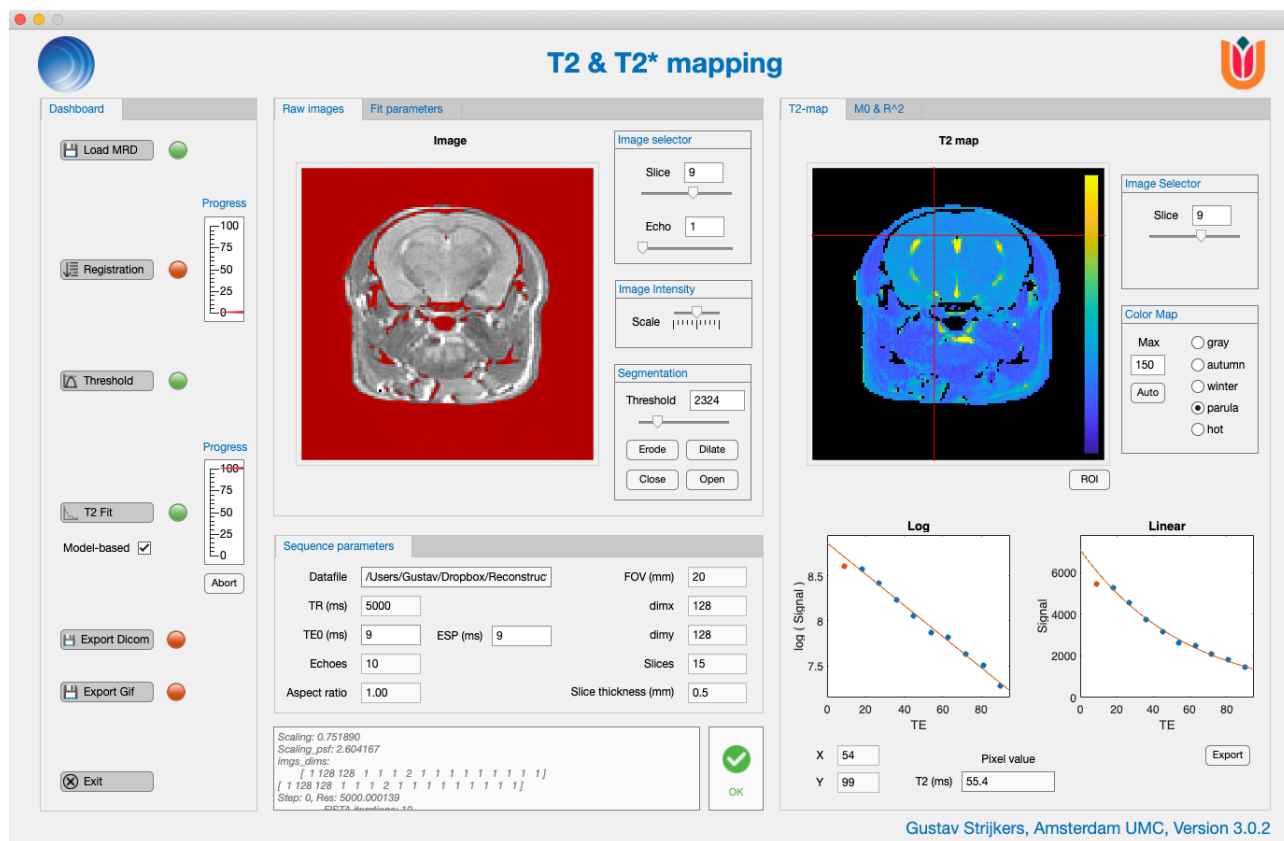 T2 & T2* mapping
Dashboard
Load MRD
Progress
100
75
50
25
0
Registration
Threshold
Progress
100
75
50
25
0
T2 Fit
Model-based
Abort
Export Dicom
Export Gif
Exit
Raw images Fit parameters
Image
Image selector
Slice 9
Echo 1
Image Intensity
Scale
Segmentation
Threshold 2324
Erode Dilate
Close Open
Sequence parameters
Datafile /Users/Gustav/Dropbox/Reconstruct FOV (mm) 20
TR (ms) 5000 dimx 128
TE0 (ms) 9 ESP (ms) 9 dimy 128
Echoes 10 Slices 15
Aspect ratio 1.00 Slice thickness (mm) 0.5
Scaling: 0.751890
Scaling_psf: 2.604167
imgs_dims:
[ 1 128 128 1 1 1 2 1 1 1 1 1 1 1 1 1 ]
[ 1 128 128 1 1 1 2 1 1 1 1 1 1 1 1 1 ]
Step: 0, Res: 5000.000139
FISTA iterations: 10
OK
T2-map M0 & R^2
T2 map
Image Selector
Slice 9
Color Map
Max
150
Auto
gray
autumn
winter
parula
hot
ROI
Log
8.5
8
7.5
log ( Signal )
0 20 40 60 80
TE
Linear
6000
4000
2000
0
Signal
0 20 40 60 80
TE
X 54
Y 99
Pixel value
T2 (ms) 55.4
Export
Gustav Strijkers, Amsterdam UMC, Version 3.0.2